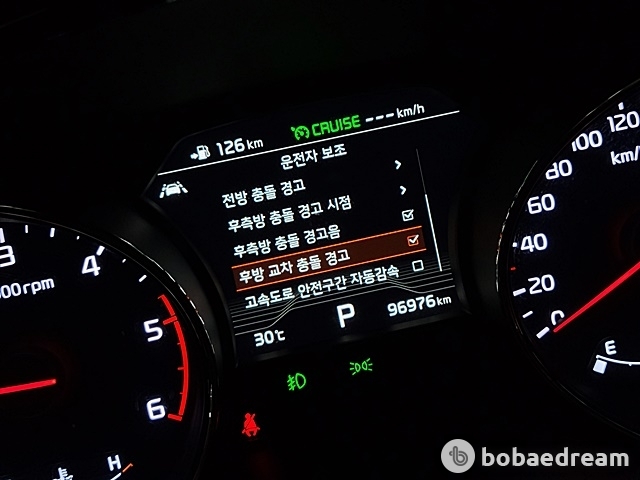 126 km
CRUISE ---km/h
운전자 보조
전방 충돌 경고
후측방 충돌 경고 시점
후측방 충돌 경고음
후방 교차 충돌 경고
고속도로 안전구간 자동감속
30℃
P
96976 km
3
4
5
6
00rpm
H
0
20
40
60
80
100
120
km/
E
bobaedream